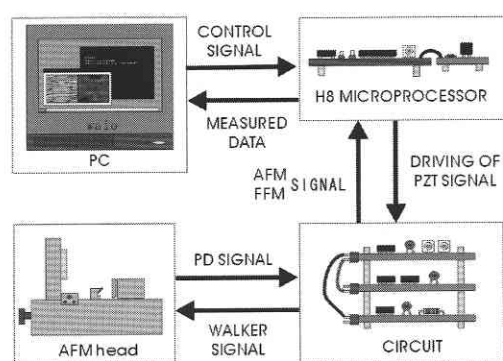 CONTROL
SIGNAL
H8 MICROPROCESSOR
MEASURED
DATA
vaio
PC
AFM
FFM SIGNAL
DRIVING OF
PZT SIGNAL
PD SIGNAL
WALKER
SIGNAL
AFM head
CIRCUIT